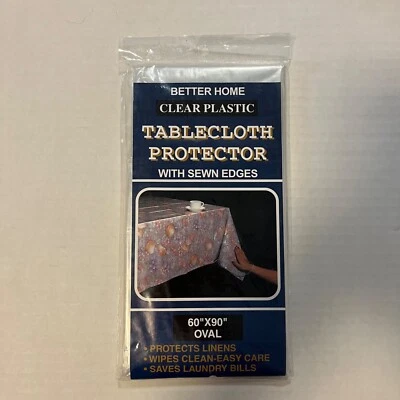 BETTER HOME
CLEAR PLASTIC
TABLECLOTH
PROTECTOR
WITH SEWN EDGES
60"X90"
OVAL
• PROTECTS LINENS
• WIPES CLEAN-EASY CARE
• SAVES LAUNDRY BILLS